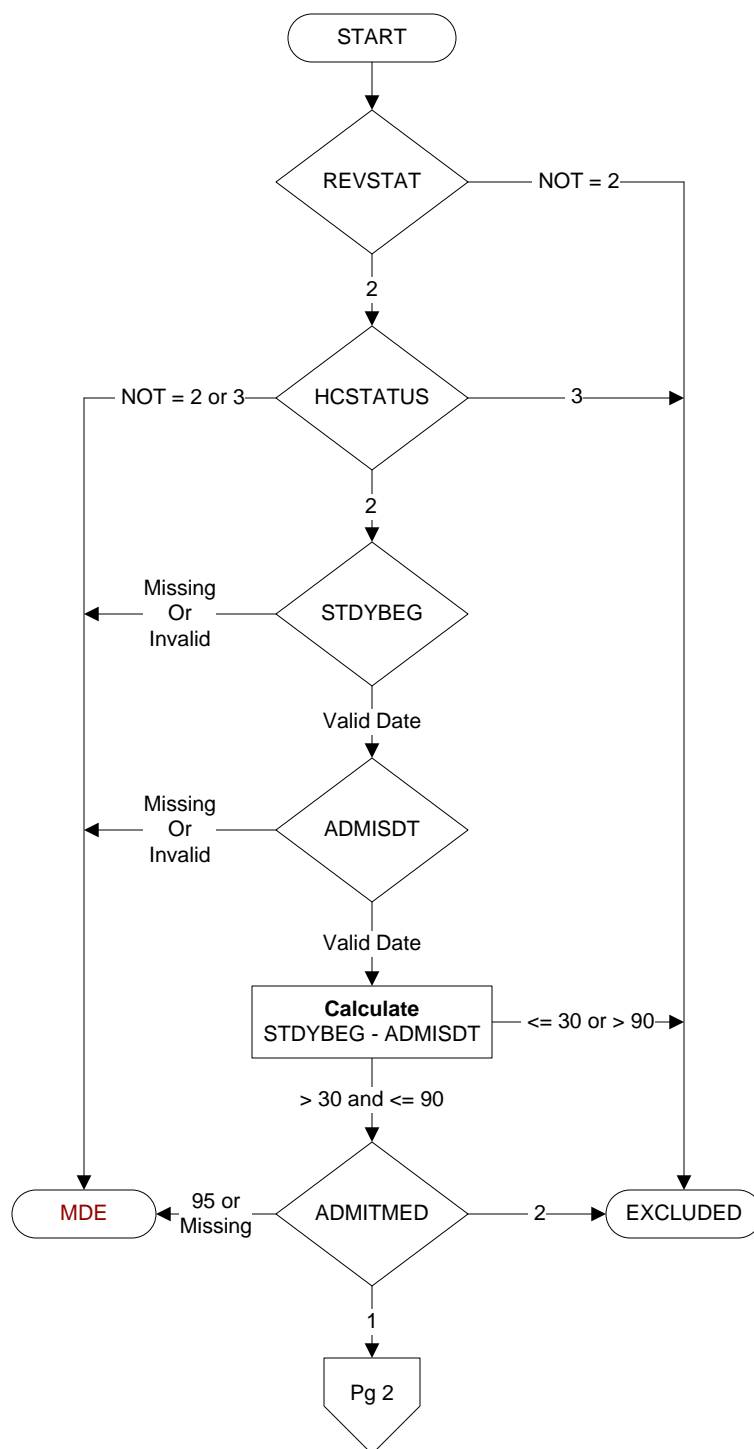 START
REVSTAT
NOT = 2
2
NOT = 2 or 3
HCSTATUS
3
2
Missing
Or
Invalid
STDYBEG
Valid Date
Missing
Or
Invalid
ADMISDT
Valid Date
Calculate
STDYBEG - ADMISDT
<= 30 or > 90
> 30 and <= 90
MDE
95 or
Missing
ADMITMED
2
EXCLUDED
1
Pg 2